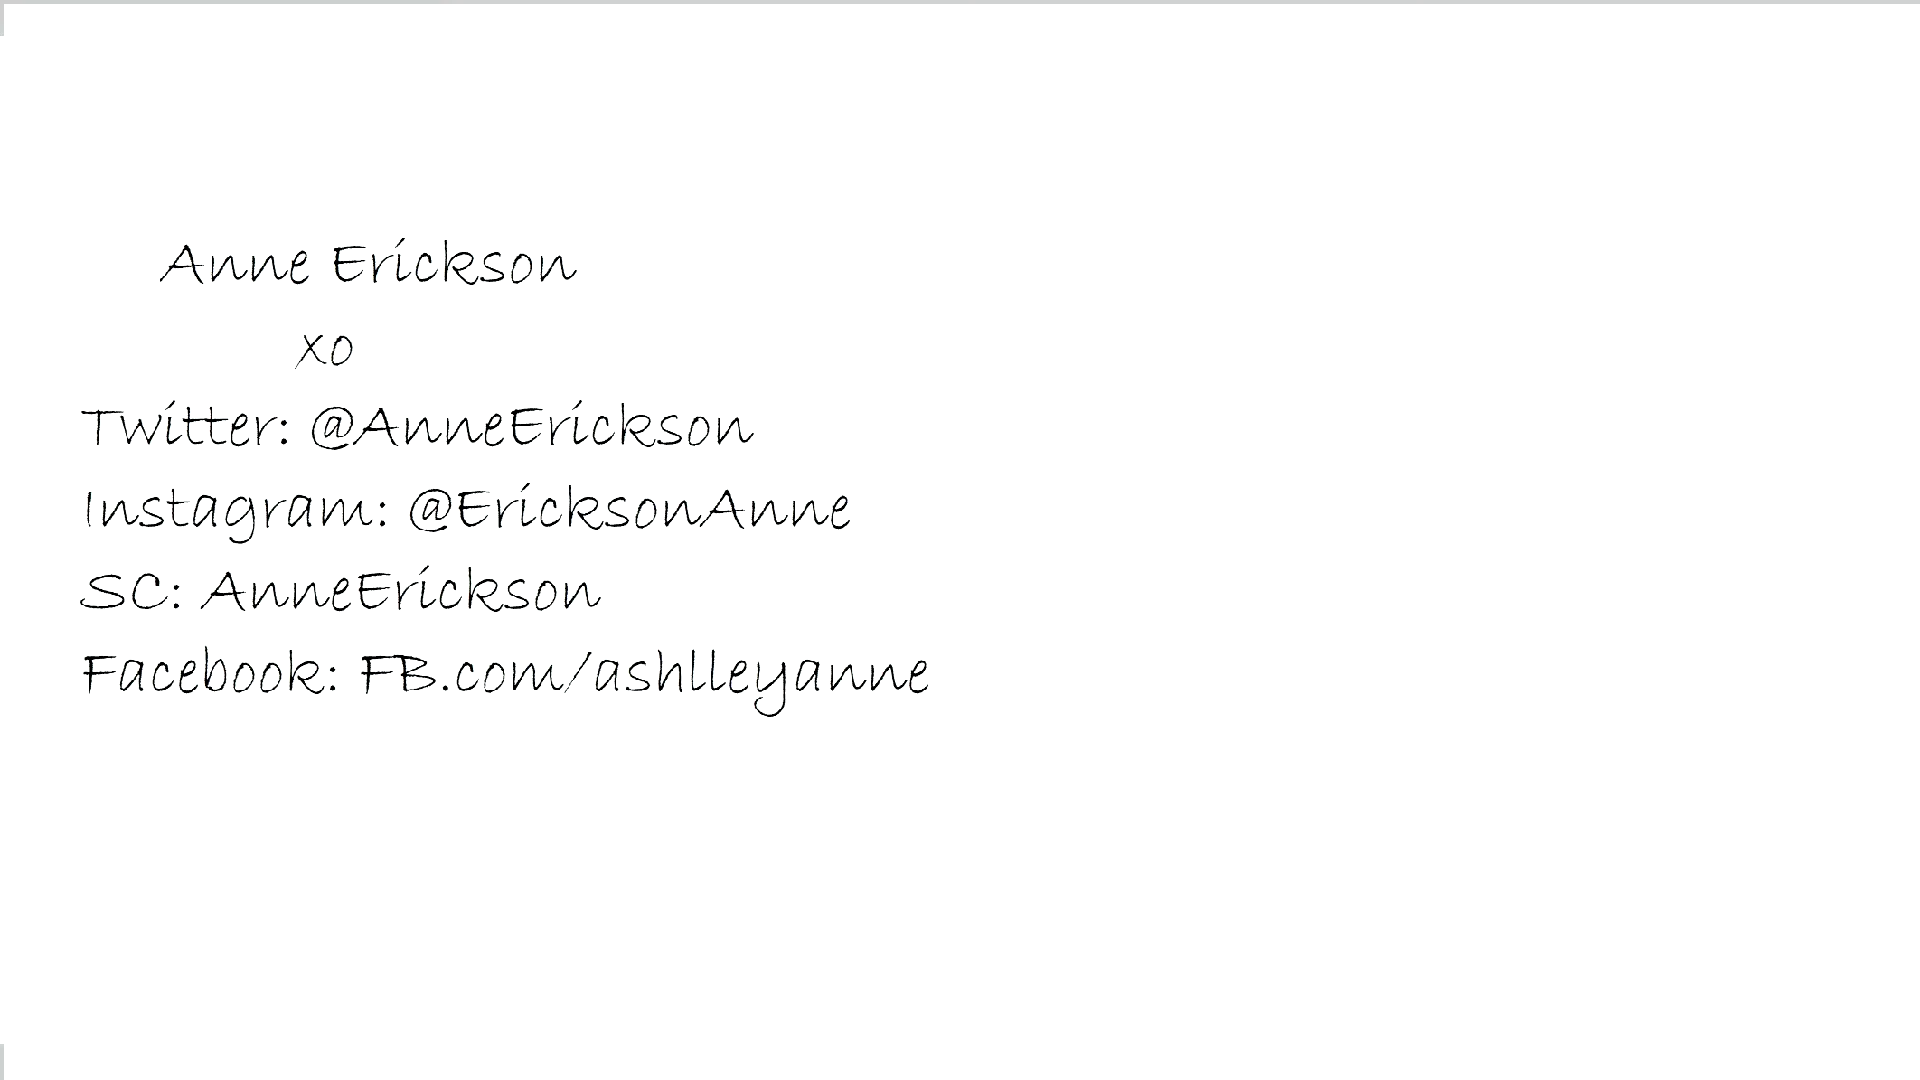 Anne Erickson
xo
Twitter: @AnneErickson
Instagram: @EricksonAnne
SC: AnneErickson
Facebook: FB.com/ashlleyanne